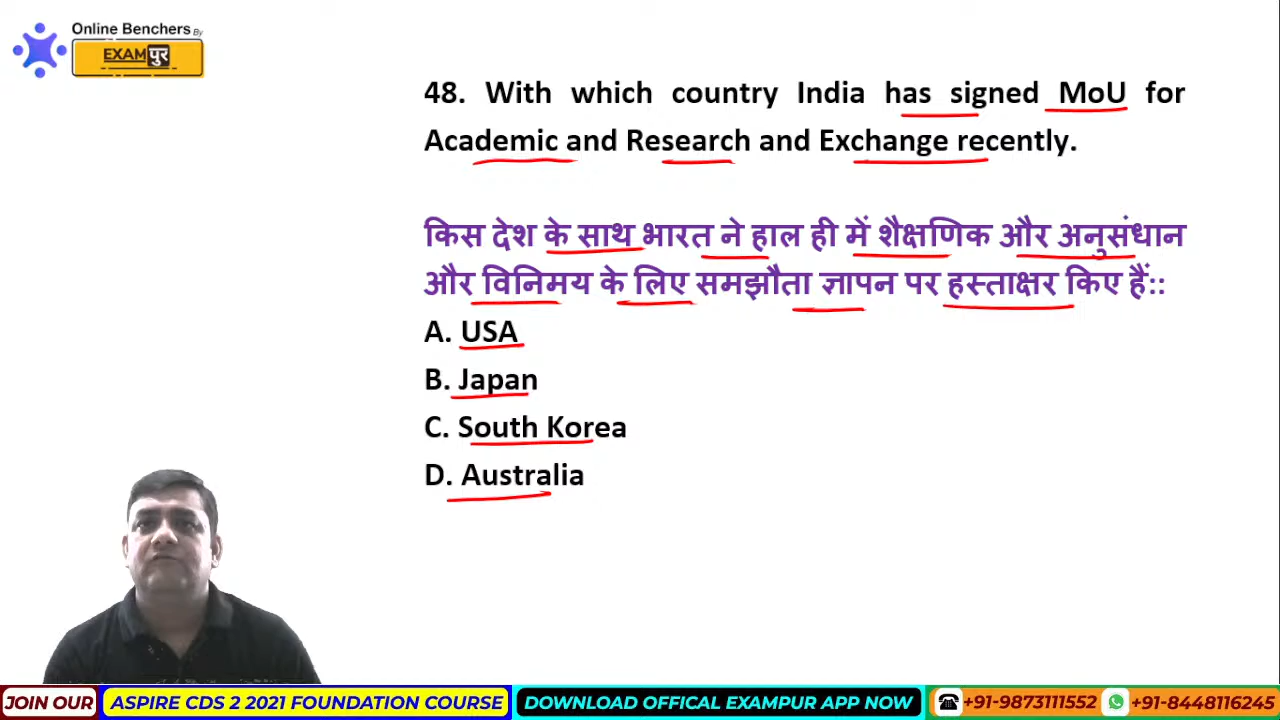 Online Benchers By
EXAMपुर
48. With which country India has signed MoU for
Academic and Research and Exchange recently.
किस देश के साथ भारत ने हाल ही में शैक्षणिक और अनुसंधान
और विनिमय के लिए समझौता ज्ञापन पर हस्ताक्षर किए हैं::
A. USA
B. Japan
C. South Korea
D. Australia
JOIN OUR ASPIRE CDS 2 2021 FOUNDATION COURSE DOWNLOAD OFFICAL EXAMPUR APP NOW +91-9873111552 +91-8448116245